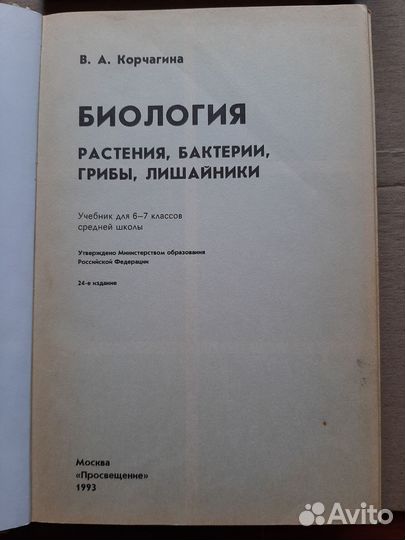 В. А. Корчагина
БИОЛОГИЯ
РАСТЕНИЯ, БАКТЕРИИ,
ГРИБЫ, ЛИШАЙНИКИ
Учебник для 6—7 классов
средней школы
Утверждено Министерством образования
Российской Федерации
24-е издание
Москва
«Просвещение»
1993
Avito